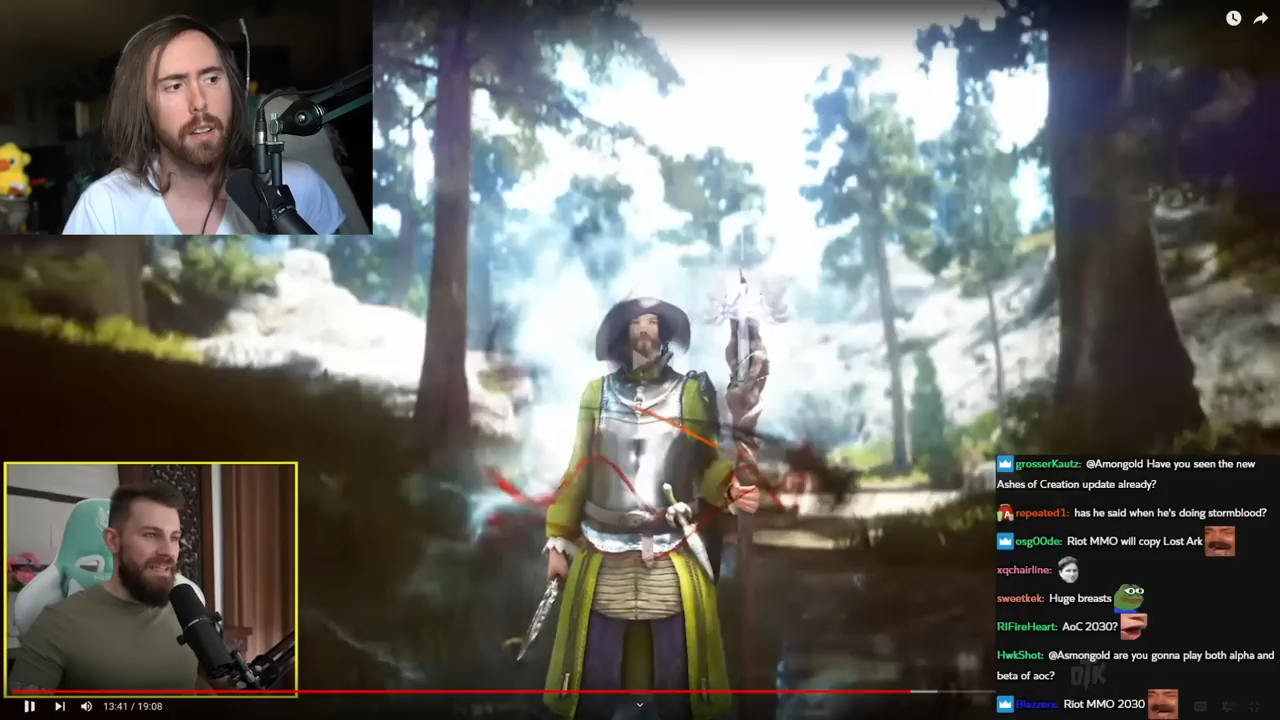 grosserKautz: @Amongold Have you seen the new
Ashes of Creation update already?
repeated1: has he said when he's doing stormblood?
osg00de: Riot MMO will copy Lost Ark
xqchairline:
sweetkek: Huge breasts
RIFireHeart: AoC 2030?
HwkShot: @Asmongold are you gonna play both alpha and
beta of aoc?
Blazzerx: Riot MMO 2030
13:41 / 19:08